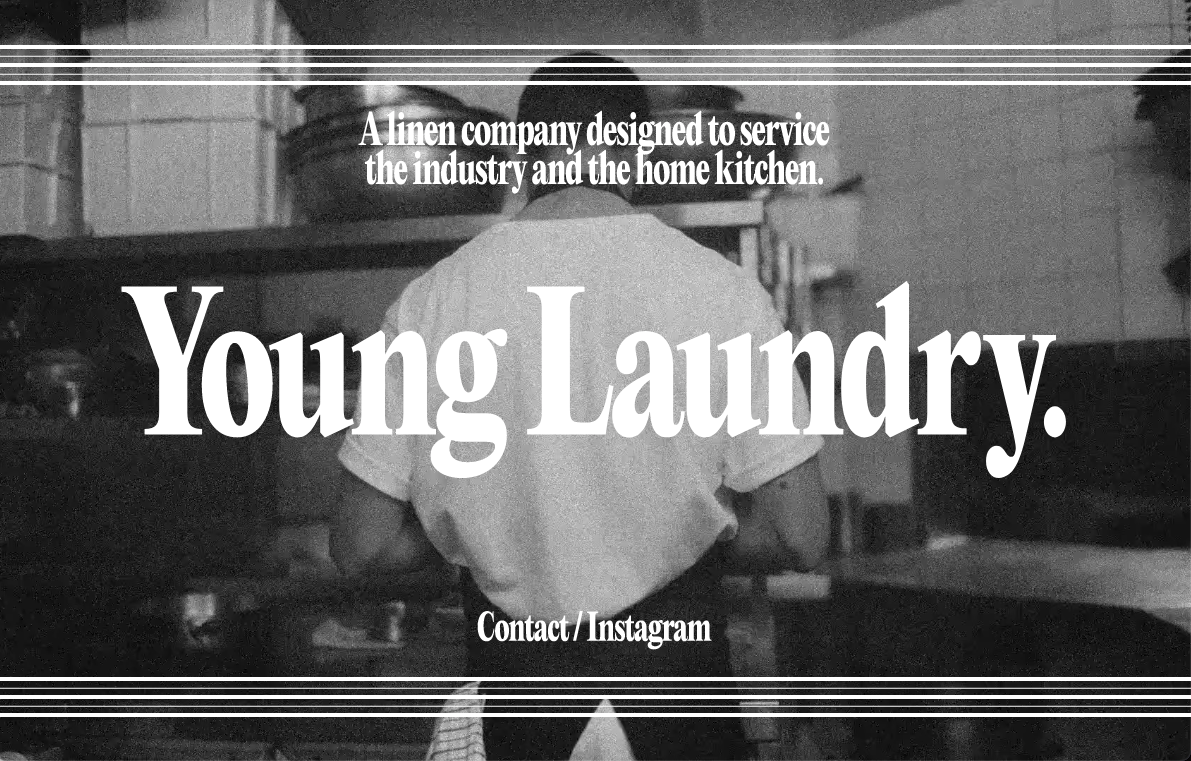 A linen company designed to service
the industry and the home kitchen.
Young Laundry.
Contact / Instagram